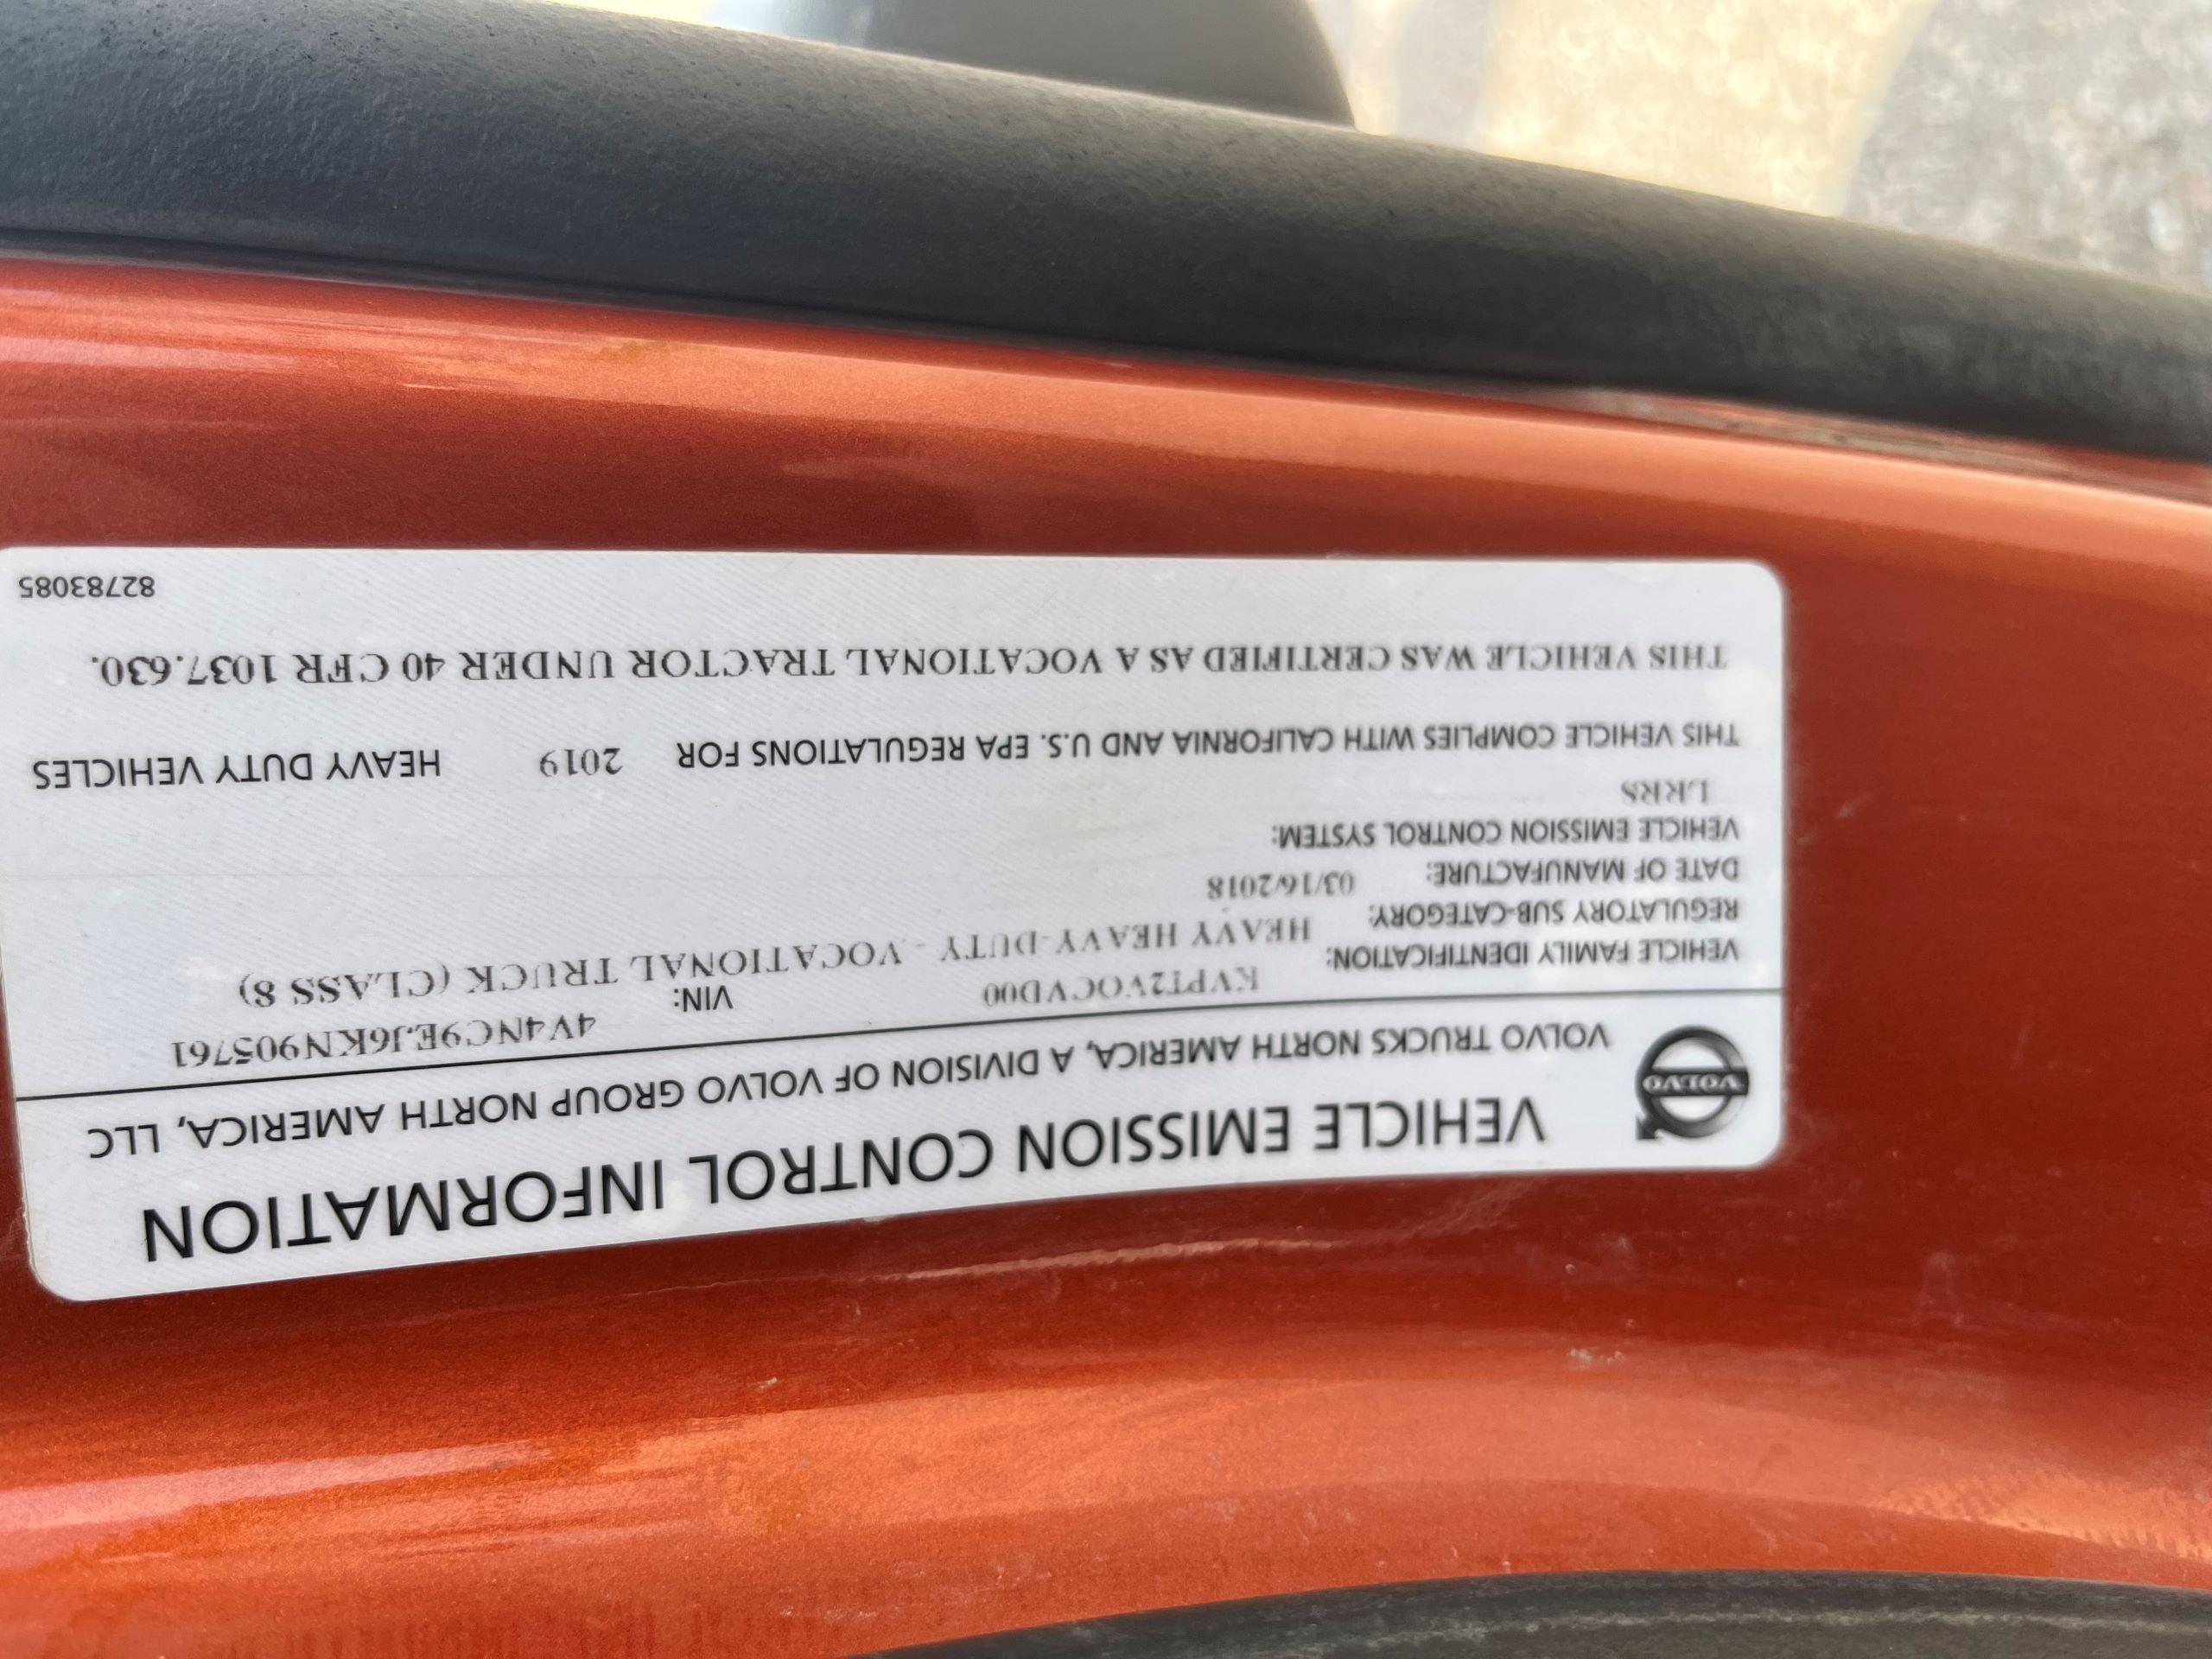 VEHICLE EMISSION CONTROL INFORMATION
VOLVO
VOLVO TRUCKS NORTH AMERICA, A DIVISION OF VOLVO GROUP NORTH AMERICA, LLC
VEHICLE FAMILY IDENTIFICATION: KVPT2VOCVD00 VIN: 4V4NC9EJ6KN905761
REGULATORY SUB-CATEGORY: HEAVY HEAVY-DUTY - VOCATIONAL TRUCK (CLASS 8)
DATE OF MANUFACTURE: 03/16/2018
VEHICLE EMISSION CONTROL SYSTEM:
LRRS
THIS VEHICLE COMPLIES WITH CALIFORNIA AND U.S. EPA REGULATIONS FOR 2019 HEAVY DUTY VEHICLES
THIS VEHICLE WAS CERTIFIED AS A VOCATIONAL TRACTOR UNDER 40 CFR 1037.630.
82783085